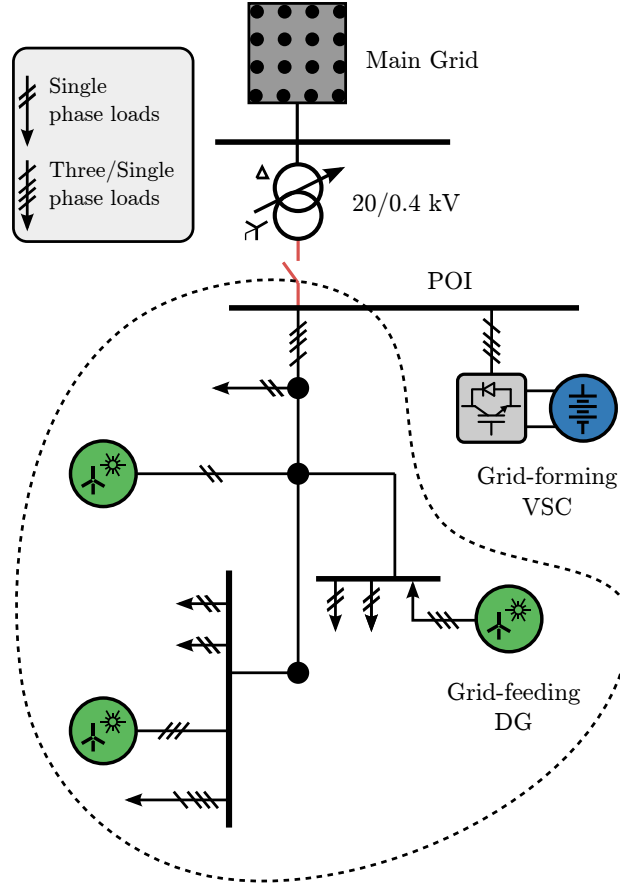 Main Grid
Single
phase loads
Three/Single
phase loads
20/0.4 kV
POI
Grid-forming
VSC
Grid-feeding
DG